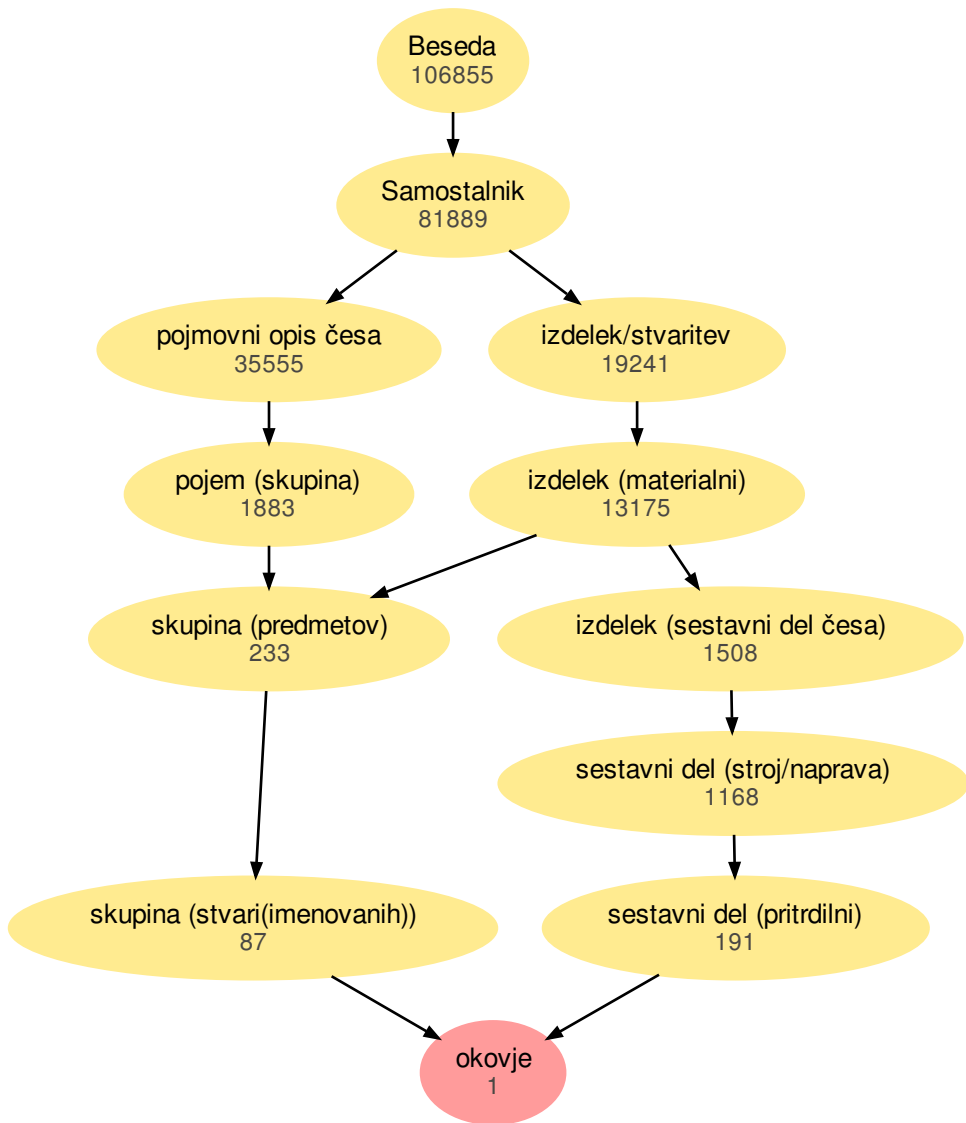 Beseda
106855
Samostalnik
81889
pojmovni opis česa
35555
izdelek/stvaritev
19241
pojem (skupina)
1883
izdelek (materialni)
13175
skupina (predmetov)
233
izdelek (sestavni del česa)
1508
sestavni del (stroj/naprava)
1168
skupina (stvari(imenovanih))
87
sestavni del (pritrdilni)
191
okovje
1